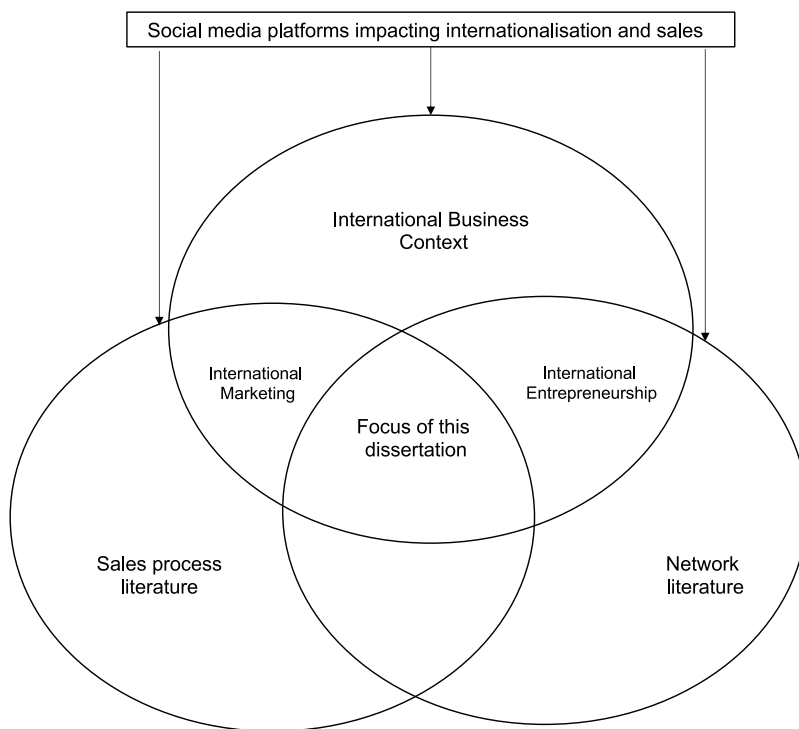 Social media platforms impacting internationalisation and sales
International Business
Context
International
Marketing
International
Entrepreneurship
Focus of this
dissertation
Sales process
literature
Network
literature